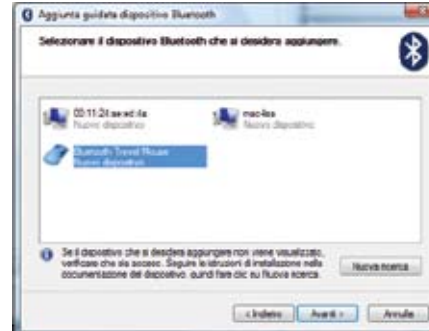 Aggiunta guidata dispositivo Bluetooth
Selezionare il dispositivo Bluetooth che si desidera aggiungere.
Nuovo dispositivo
Nuovo dispositivo
Bluetooth Travel Mouse
Nuovo dispositivo
Se il dispositivo che si desidera aggiungere non viene visualizzato,
verificare che sia acceso. Seguire le istruzioni di installazione nella
documentazione del dispositivo, quindi fare clic su Nuova ricerca.
Nuova ricerca
< Indietro
Avanti >
Annulla